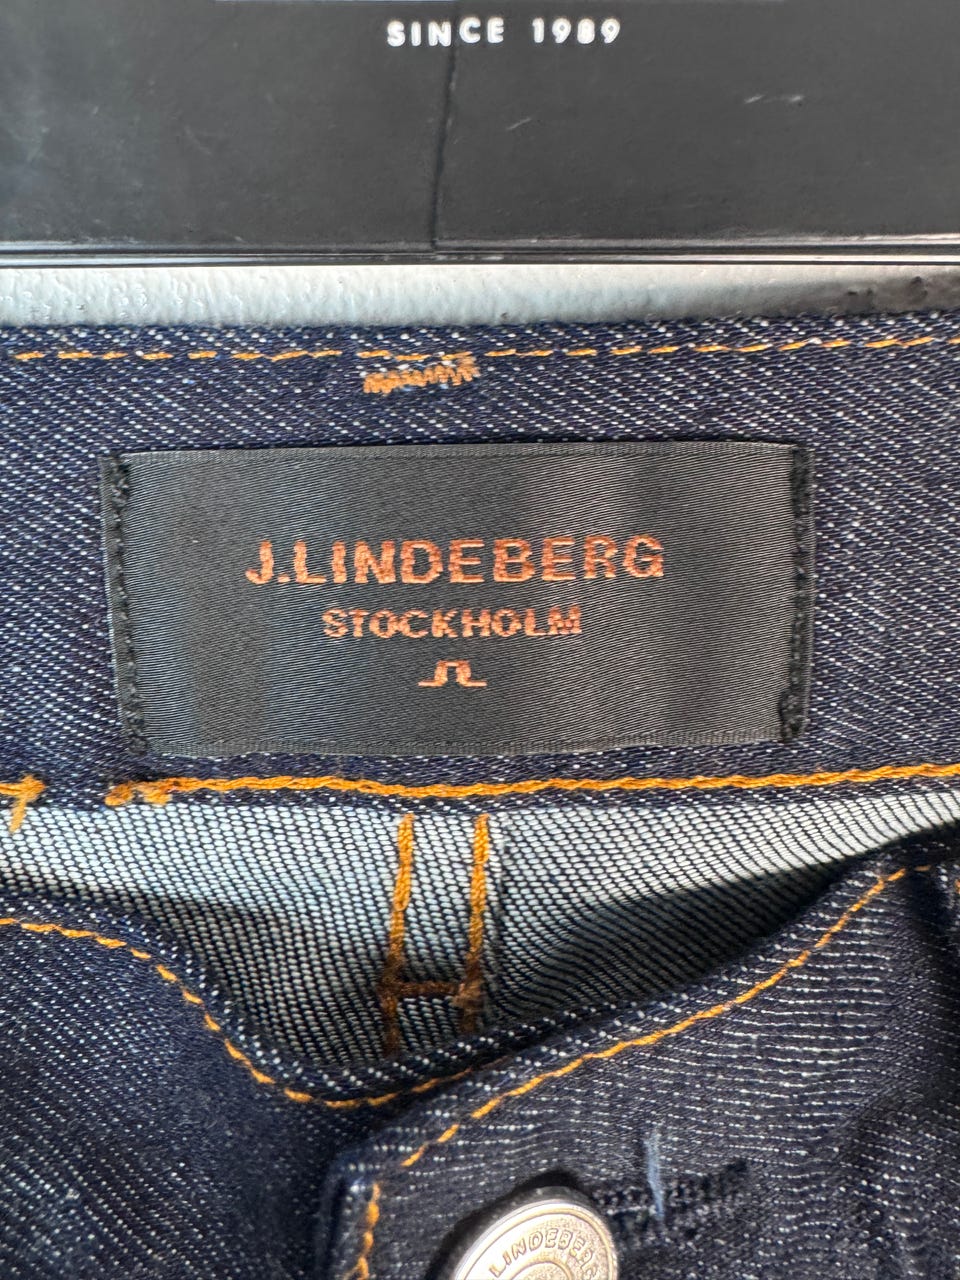 SINCE 1989
J.LINDEBERG
STOCKHOLM
LINDEBERG